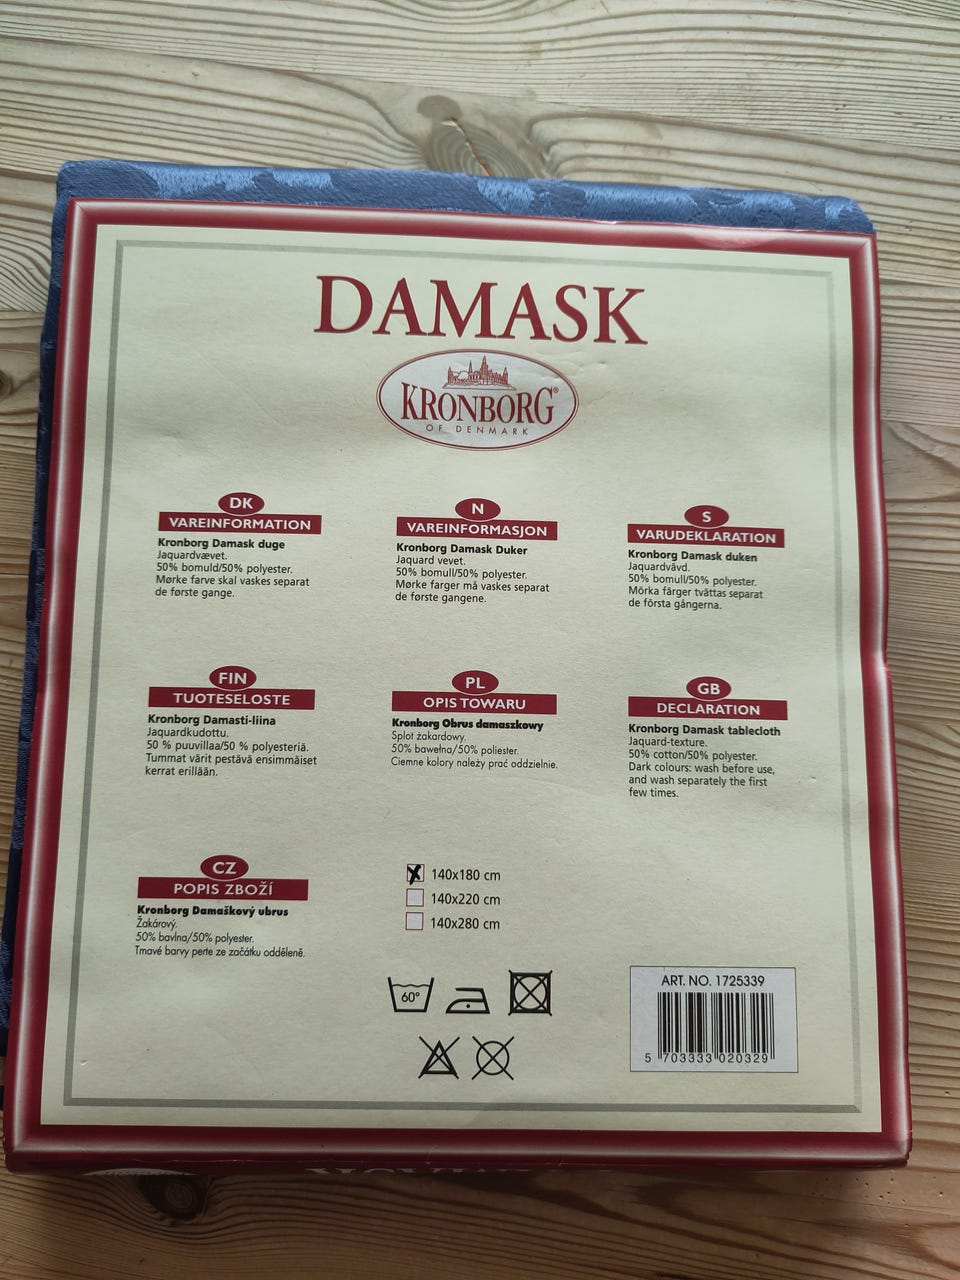 DAMASK
KRONBORG®
OF DENMARK
DK
VAREINFORMATION
Kronborg Damask duge
Jaquardvævet.
50% bomuld/50% polyester.
Mørke farve skal vaskes separat
de første gange.
N
VAREINFORMASJON
Kronborg Damask Duker
Jaquard vevet.
50% bomull/50% polyester.
Mørke farger må vaskes separat
de første gangene.
S
VARUDEKLARATION
Kronborg Damask duken
Jaquardvävd.
50% bomull/50% polyester.
Mörka färger tvättas separat
de första gångerna.
FIN
TUOTESELOSTE
Kronborg Damasti-liina
Jaquardkudottu.
50 % puuvillaa/50 % polyesteriä.
Tummat värit pestävä ensimmäiset
kerrat erillään.
PL
OPIS TOWARU
Kronborg Obrus damaszkowy
Splot żakardowy.
50% bawełna/50% poliester.
Ciemne kolory należy prać oddzielnie.
GB
DECLARATION
Kronborg Damask tablecloth
Jaquard-texture.
50% cotton/50% polyester.
Dark colours: wash before use,
and wash separately the first
few times.
CZ
POPIS ZBOŽÍ
Kronborg Damaškový ubrus
Žakárový.
50% bavlna/50% polyester.
Tmavé barvy perte ze začátku odděleně.
140x180 cm
140x220 cm
140x280 cm
60°
ART. NO. 1725339
5 703333 020329